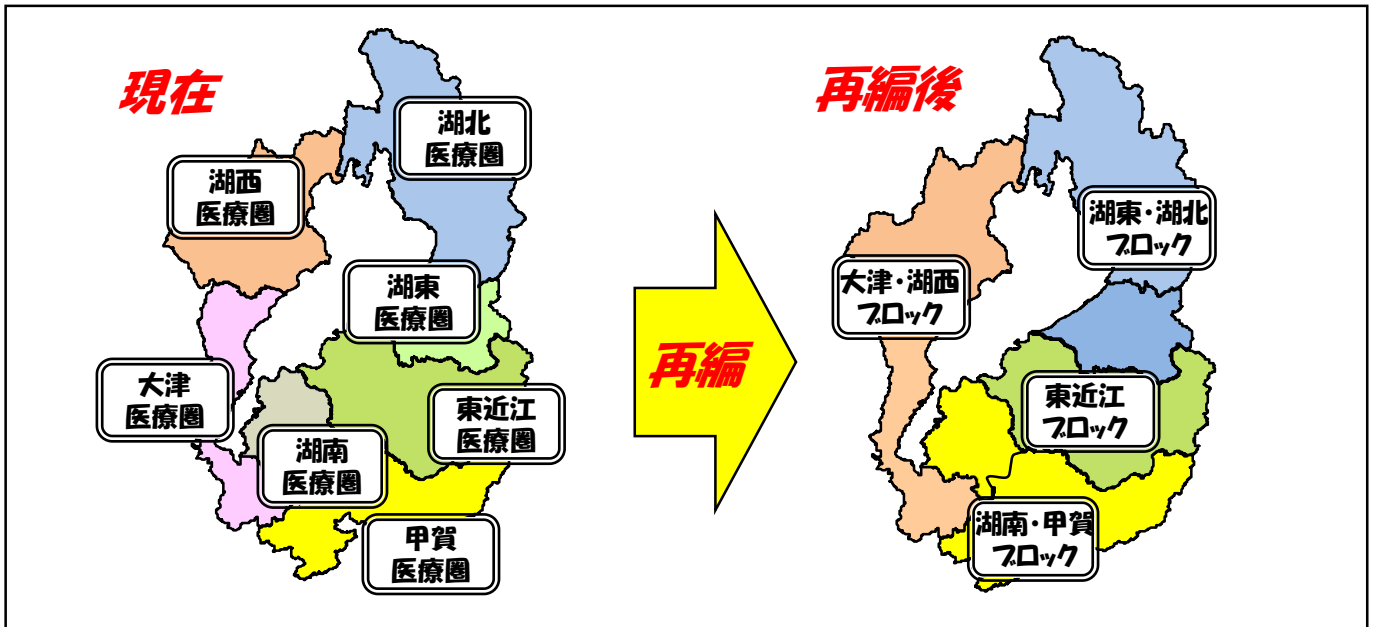 現在
湖北
医療圏
湖西
医療圏
湖東
医療圏
大津
医療圏
東近江
医療圏
湖南
医療圏
甲賀
医療圏
再編
再編後
湖東・湖北
ブロック
大津・湖西
ブロック
東近江
ブロック
湖南・甲賀
ブロック